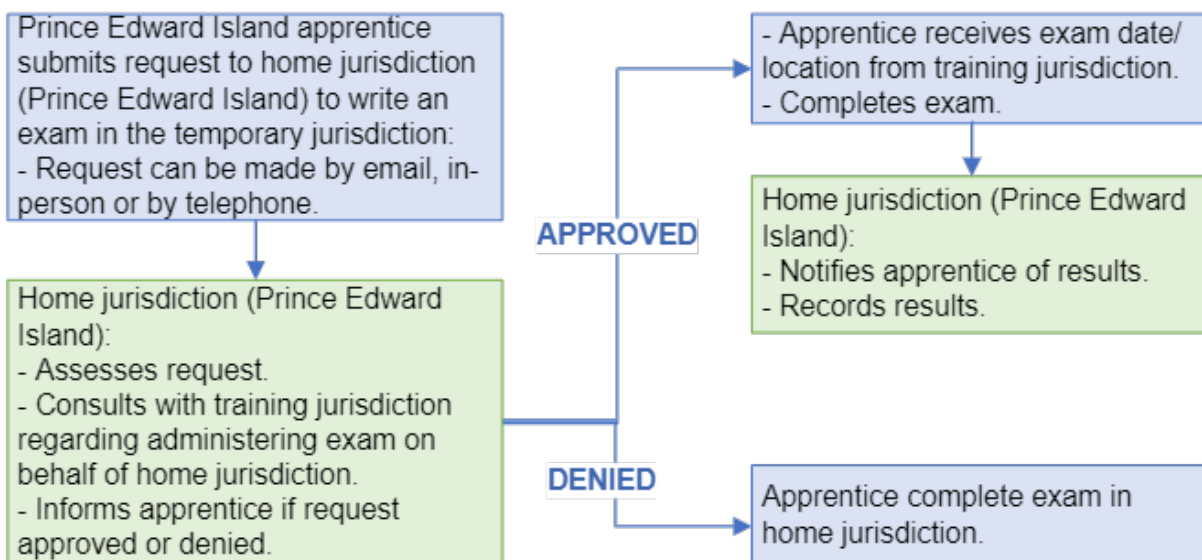 Prince Edward Island apprentice
submits request to home jurisdiction
(Prince Edward Island) to write an
exam in the temporary jurisdiction:
- Request can be made by email, in-
person or by telephone.
Home jurisdiction (Prince Edward
Island):
- Assesses request.
- Consults with training jurisdiction
regarding administering exam on
behalf of home jurisdiction.
- Informs apprentice if request
approved or denied.
APPROVED
- Apprentice receives exam date/
location from training jurisdiction.
- Completes exam.
Home jurisdiction (Prince Edward
Island):
- Notifies apprentice of results.
- Records results.
DENIED
Apprentice complete exam in
home jurisdiction.